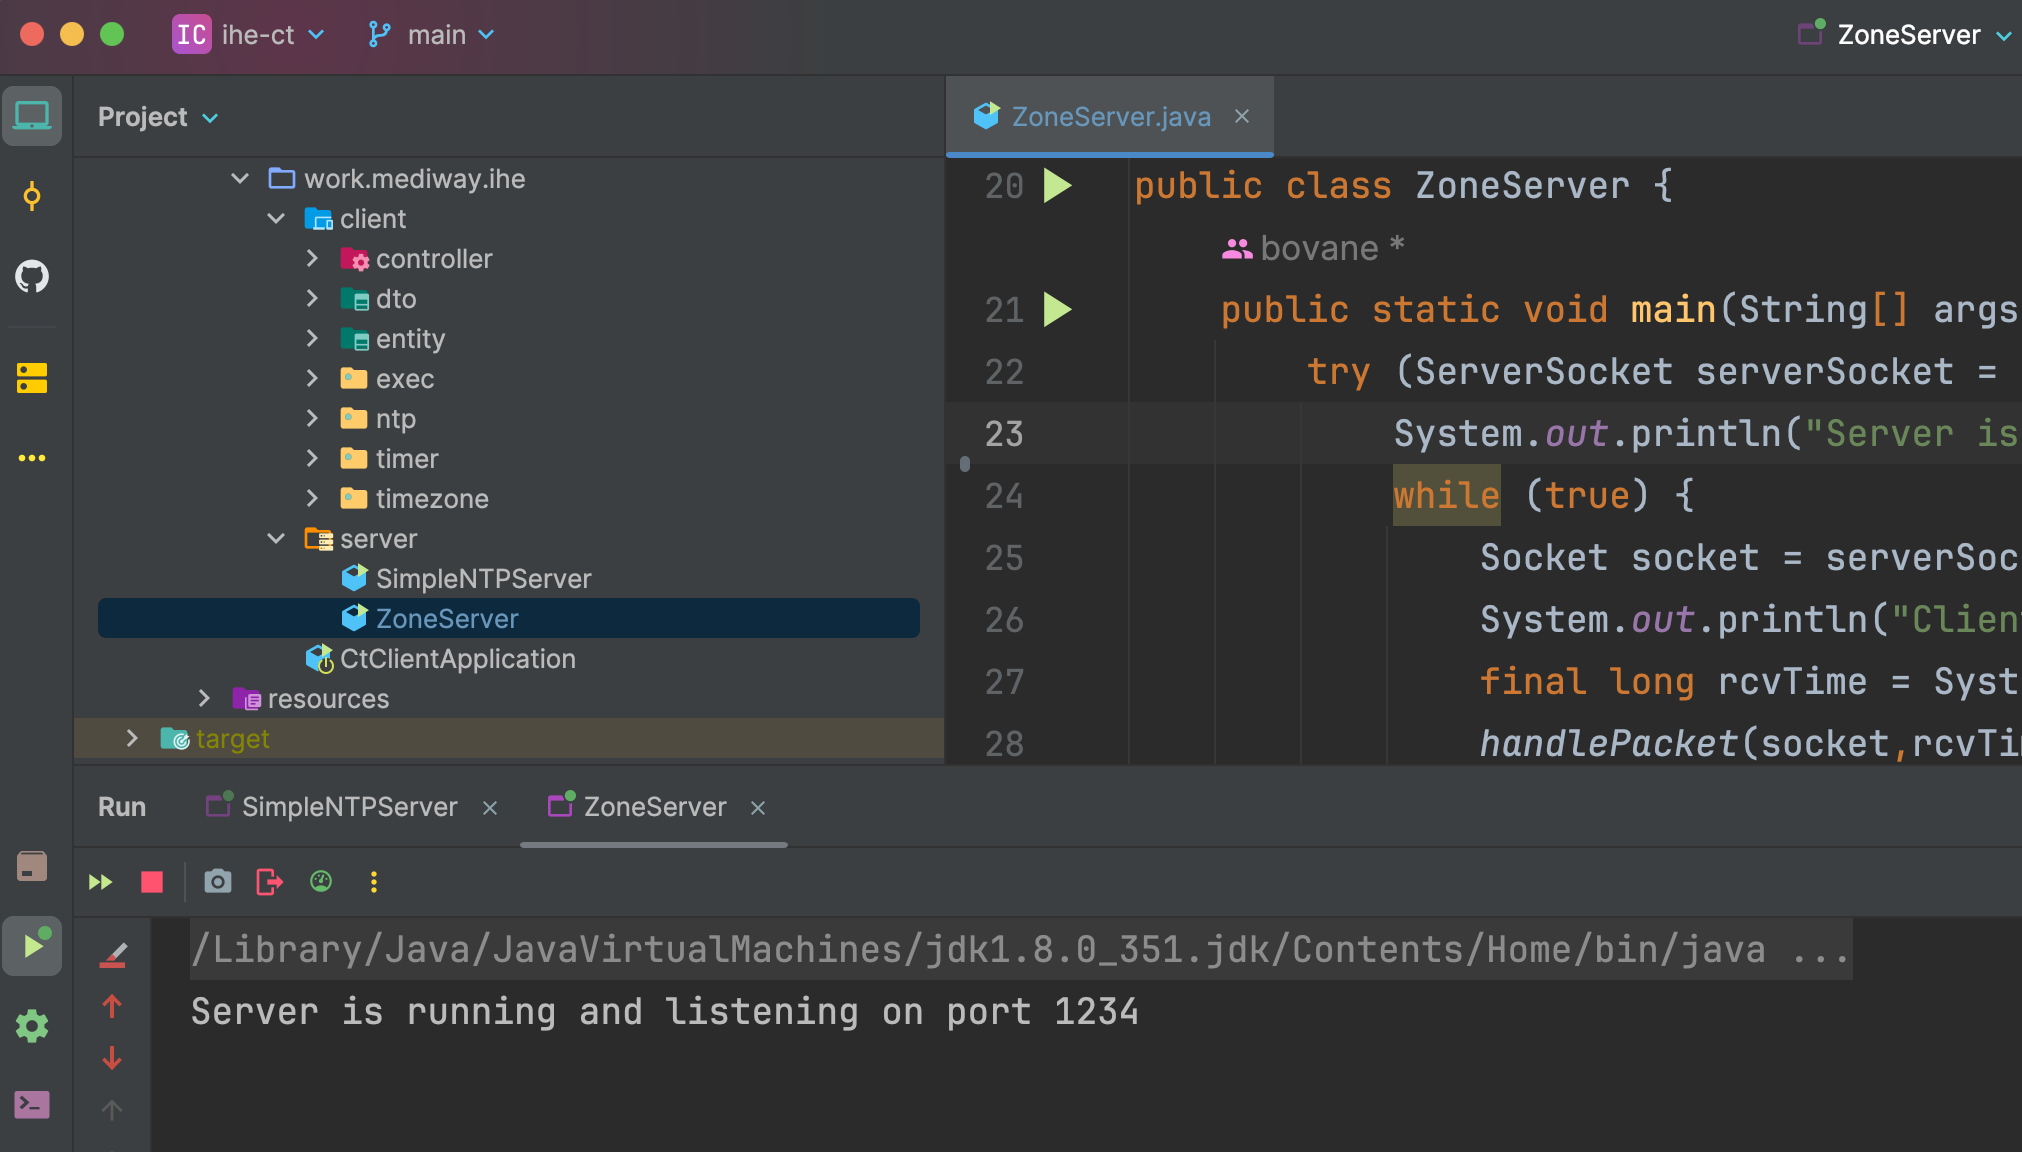 IC ihe-ct main ZoneServer
Project
work.mediway.ihe
client
controller
dto
entity
exec
ntp
timer
timezone
server
SimpleNTPServer
ZoneServer
CtClientApplication
resources
target
ZoneServer.java
20 public class ZoneServer {
bovane *
21 public static void main(String[] args
22 try (ServerSocket serverSocket =
23 System.out.println("Server is
24 while (true) {
25 Socket socket = serverSoc
26 System.out.println("Clien
27 final long rcvTime = Syst
28 handlePacket(socket,rcvTi
Run SimpleNTPServer ZoneServer
/Library/Java/JavaVirtualMachines/jdk1.8.0_351.jdk/Contents/Home/bin/java ...
Server is running and listening on port 1234